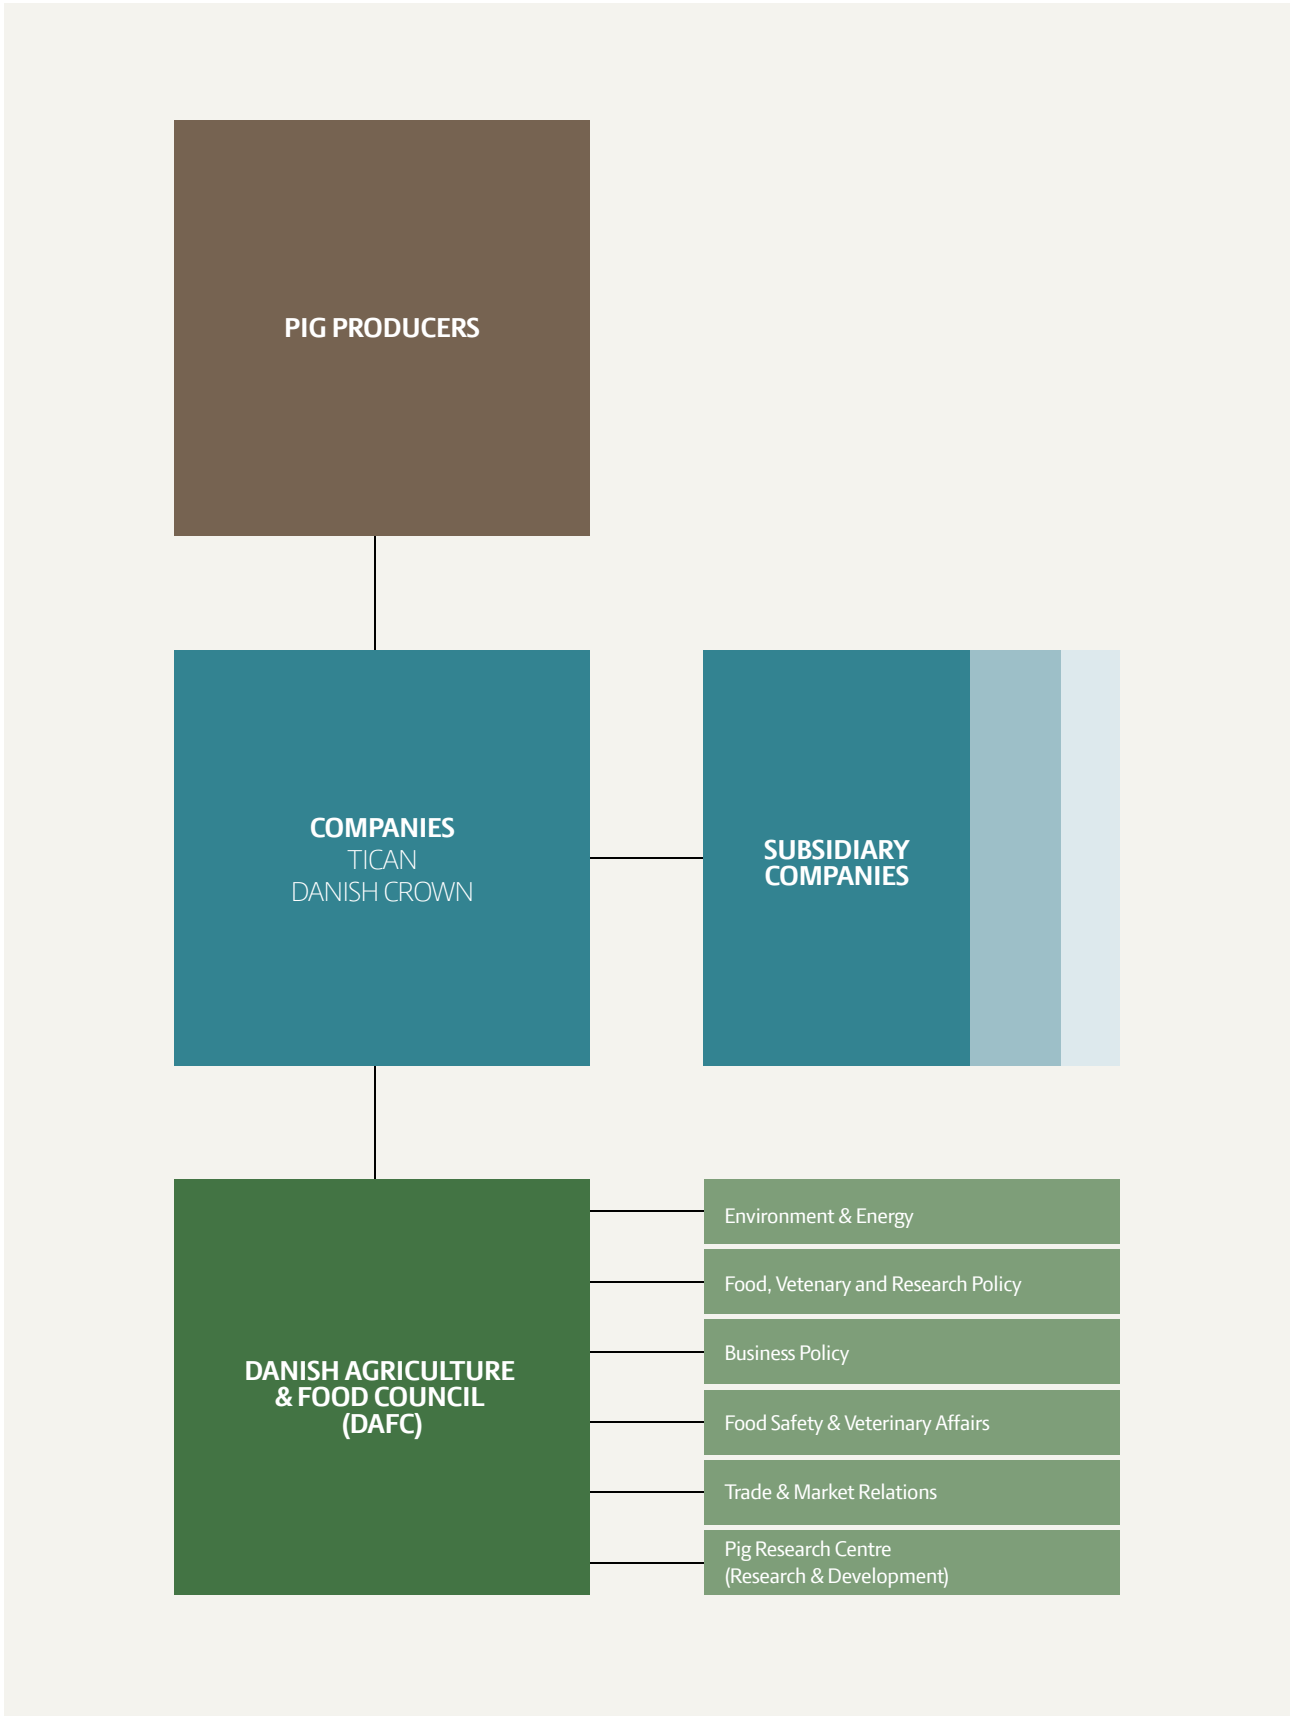 PIG PRODUCERS
COMPANIES
TICAN
DANISH CROWN
SUBSIDIARY
COMPANIES
DANISH AGRICULTURE
& FOOD COUNCIL
(DAFC)
Environment & Energy
Food, Vetenary and Research Policy
Business Policy
Food Safety & Veterinary Affairs
Trade & Market Relations
Pig Research Centre
(Research & Development)